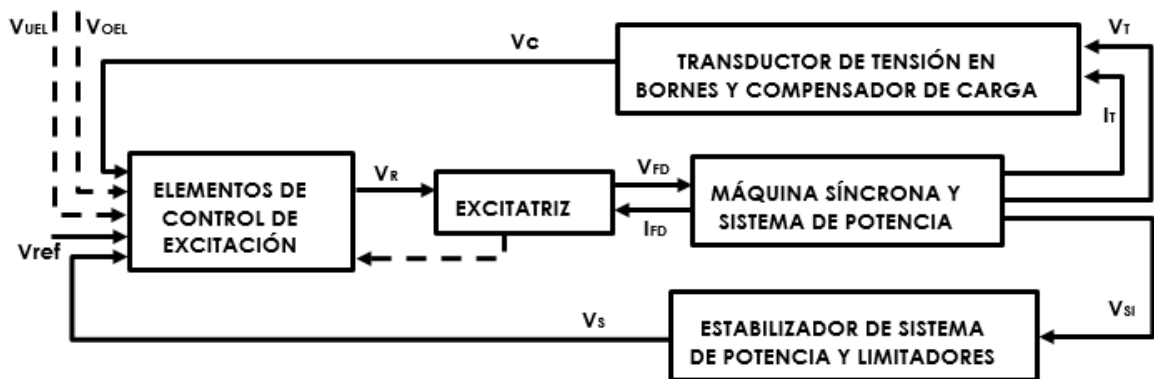 VUEL
VOEL
Vc
TRANSDUCTOR DE TENSIÓN EN
BORNES Y COMPENSADOR DE CARGA
VT
IT
ELEMENTOS DE
CONTROL DE
EXCITACIÓN
VR
EXCITATRIZ
VFD
IFD
MÁQUINA SÍNCRONA Y
SISTEMA DE POTENCIA
Vref
VS
ESTABILIZADOR DE SISTEMA
DE POTENCIA Y LIMITADORES
VSI